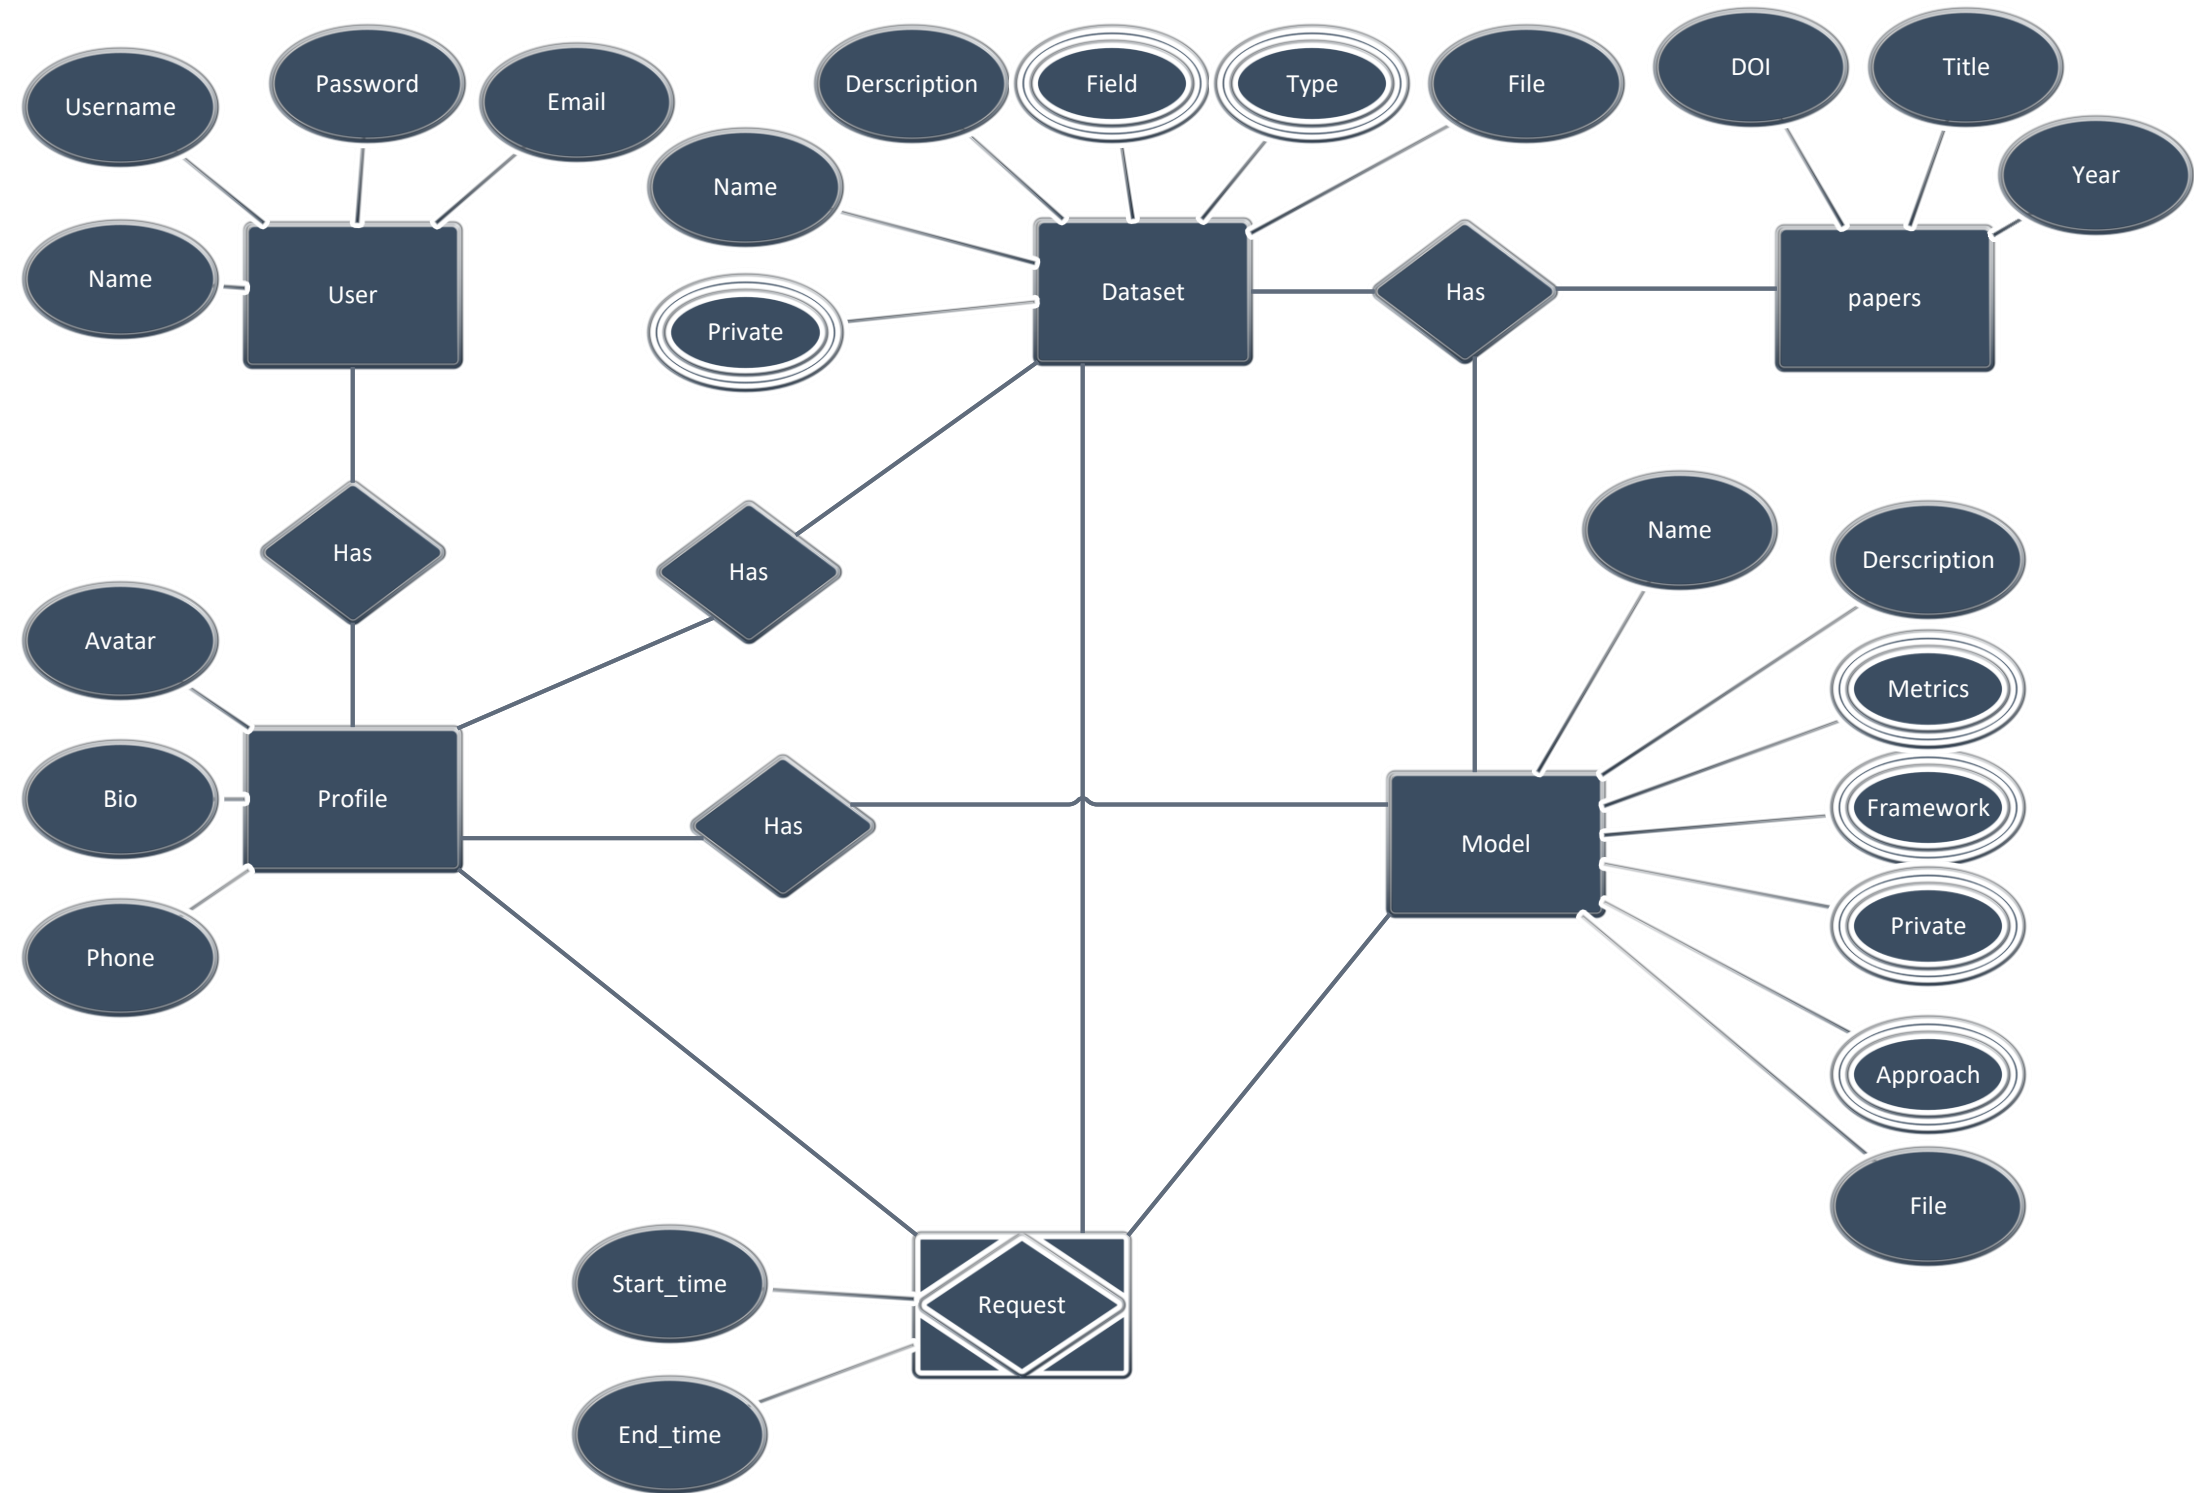 Username
Password
Email
Derscription
Field
Type
File
DOI
Title
Year
Name
Name
Private
User
Dataset
Has
papers
Has
Has
Name
Derscription
Avatar
Metrics
Bio
Profile
Has
Framework
Model
Private
Phone
Approach
File
Start_time
Request
End_time